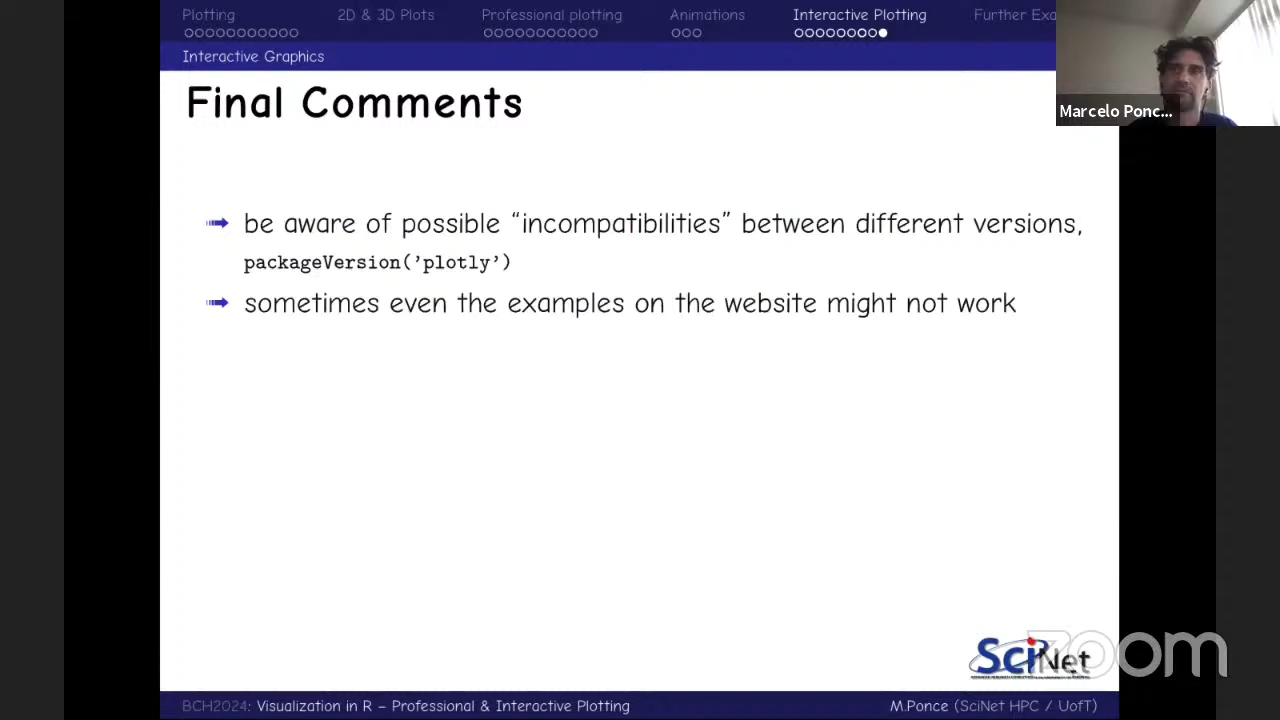 Plotting 2D & 3D Plots Professional plotting Animations Interactive Plotting Further Exa
Interactive Graphics
Final Comments
Marcelo Ponc...
be aware of possible “incompatibilities” between different versions,
packageVersion('plotly')
sometimes even the examples on the website might not work
SciNet
zoom
BCH2024: Visualization in R – Professional & Interactive Plotting
M.Ponce (SciNet HPC / UofT)